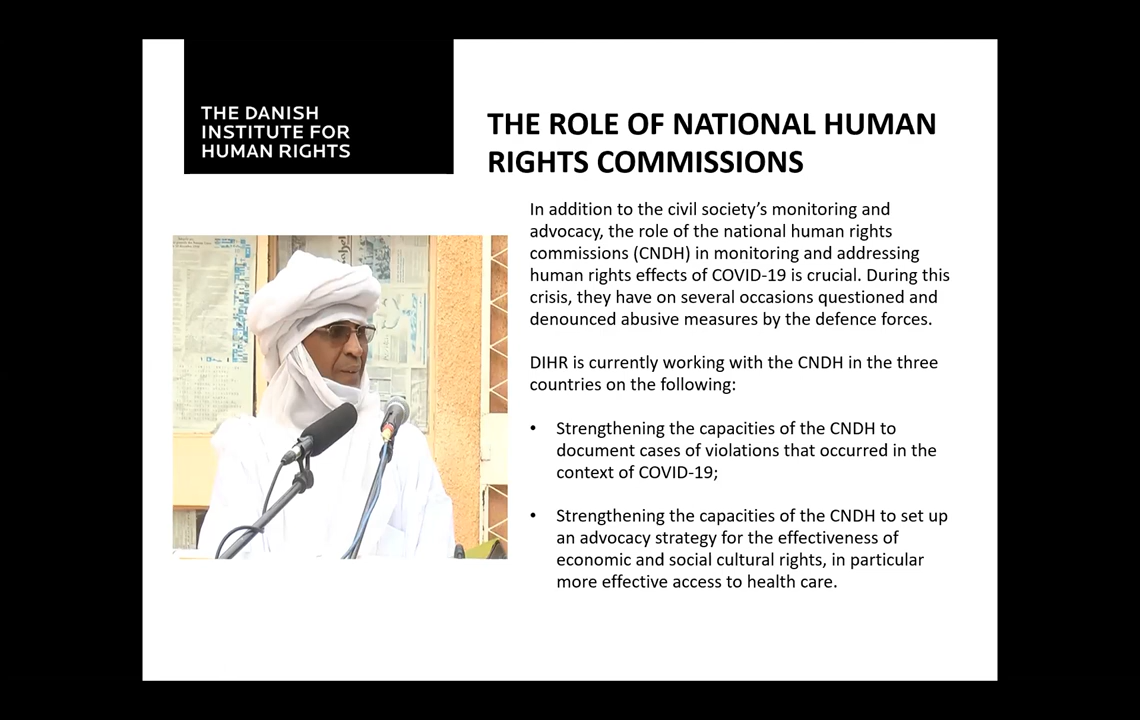 THE DANISH
INSTITUTE FOR
HUMAN RIGHTS
THE ROLE OF NATIONAL HUMAN
RIGHTS COMMISSIONS
In addition to the civil society’s monitoring and
advocacy, the role of the national human rights
commissions (CNDH) in monitoring and addressing
human rights effects of COVID-19 is crucial. During this
crisis, they have on several occasions questioned and
denounced abusive measures by the defence forces.
DIHR is currently working with the CNDH in the three
countries on the following:
• Strengthening the capacities of the CNDH to
document cases of violations that occurred in the
context of COVID-19;
• Strengthening the capacities of the CNDH to set up
an advocacy strategy for the effectiveness of
economic and social cultural rights, in particular
more effective access to health care.